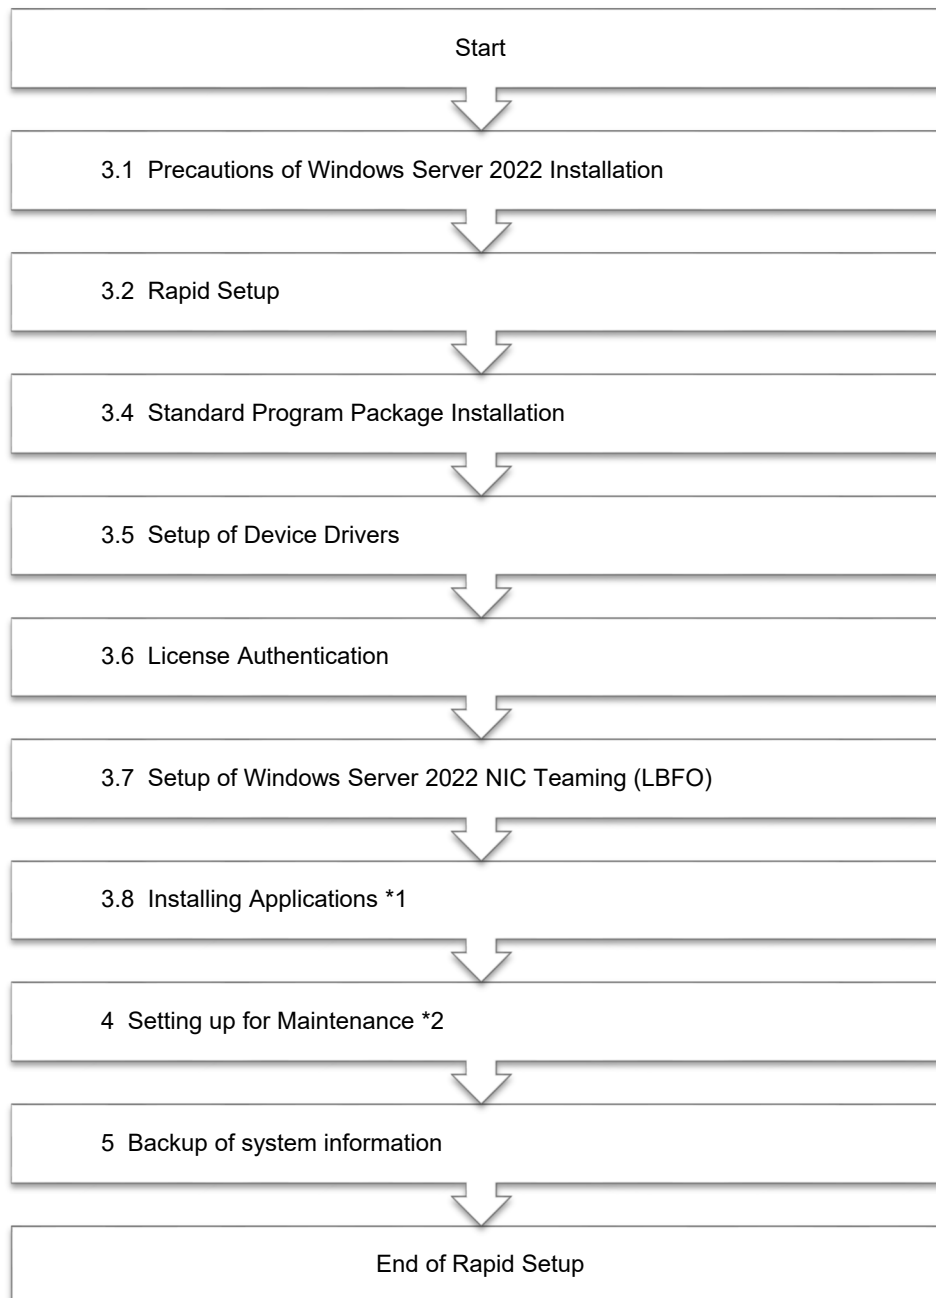 Start
3.1 Precautions of Windows Server 2022 Installation
3.2 Rapid Setup
3.4 Standard Program Package Installation
3.5 Setup of Device Drivers
3.6 License Authentication
3.7 Setup of Windows Server 2022 NIC Teaming (LBFO)
3.8 Installing Applications *1
4 Setting up for Maintenance *2
5 Backup of system information
End of Rapid Setup